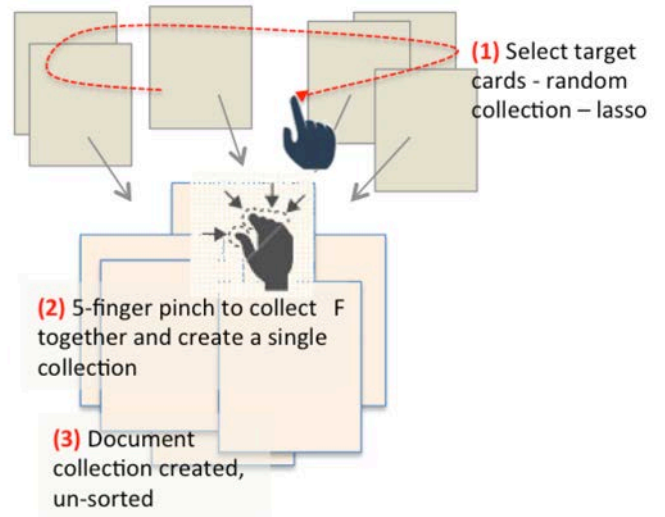 (1) Select target
cards - random
collection – lasso
(2) 5-finger pinch to collect F
together and create a single
collection
(3) Document
collection created,
un-sorted